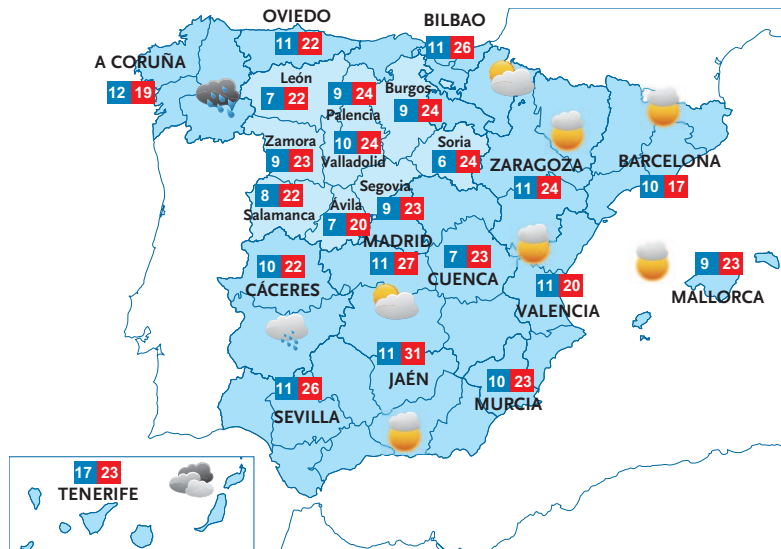 OVIEDO
11 22
BILBAO
11 26
A CORUÑA
12 19
León
7 22
9 24
Palencia
Burgos
9 24
Zamora
9 23
10 24
Valladolid
Soria
6 24
ZARAGOZA
11 24
BARCELONA
10 17
8 22
Salamanca
Ávila
7 20
Segovia
9 23
MADRID
11 27
7 23
CUENCA
10 22
CÁCERES
11 20
VALENCIA
9 23
MALLORCA
11 31
JAÉN
10 23
MURCIA
11 26
SEVILLA
17 23
TENERIFE